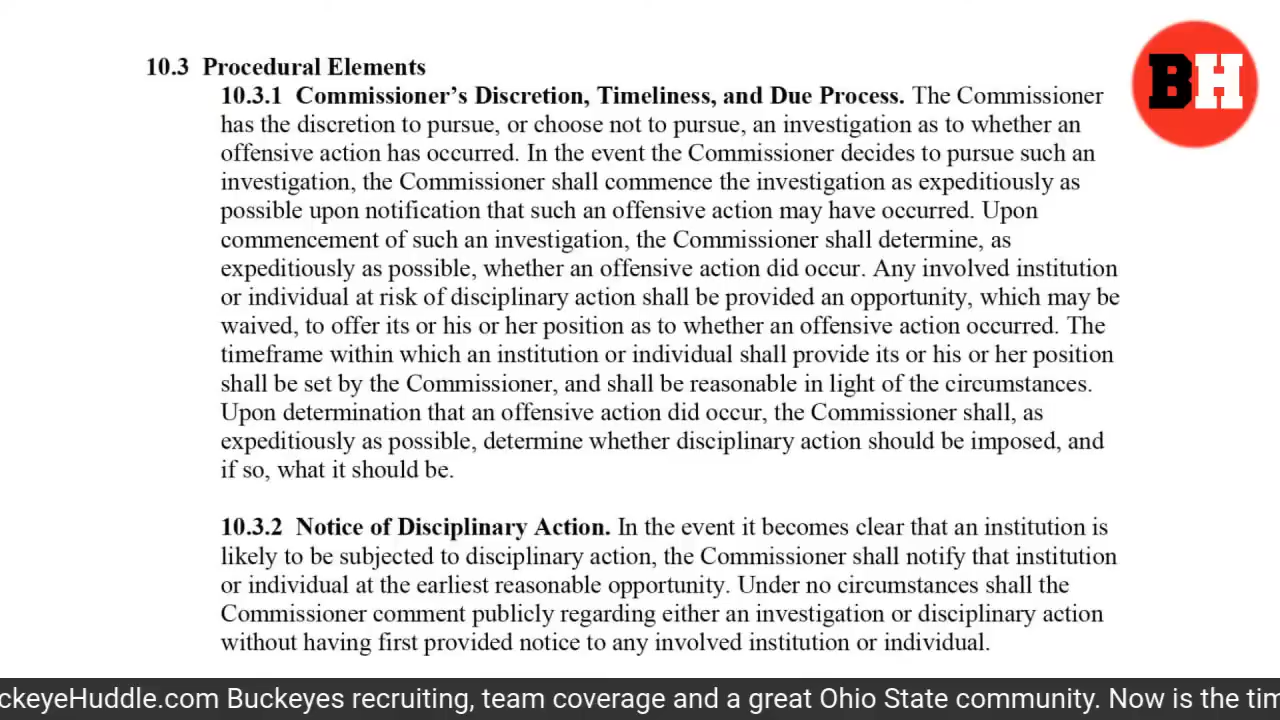 10.3 Procedural Elements
10.3.1 Commissioner's Discretion, Timeliness, and Due Process. The Commissioner
has the discretion to pursue, or choose not to pursue, an investigation as to whether an
offensive action has occurred. In the event the Commissioner decides to pursue such an
investigation, the Commissioner shall commence the investigation as expeditiously as
possible upon notification that such an offensive action may have occurred. Upon
commencement of such an investigation, the Commissioner shall determine, as
expeditiously as possible, whether an offensive action did occur. Any involved institution
or individual at risk of disciplinary action shall be provided an opportunity, which may be
waived, to offer its or his or her position as to whether an offensive action occurred. The
timeframe within which an institution or individual shall provide its or his or her position
shall be set by the Commissioner, and shall be reasonable in light of the circumstances.
Upon determination that an offensive action did occur, the Commissioner shall, as
expeditiously as possible, determine whether disciplinary action should be imposed, and
if so, what it should be.
10.3.2 Notice of Disciplinary Action. In the event it becomes clear that an institution is
likely to be subjected to disciplinary action, the Commissioner shall notify that institution
or individual at the earliest reasonable opportunity. Under no circumstances shall the
Commissioner comment publicly regarding either an investigation or disciplinary action
without having first provided notice to any involved institution or individual.
BH
ckeyeHuddle.com Buckeyes recruiting, team coverage and a great Ohio State community. Now is the tim